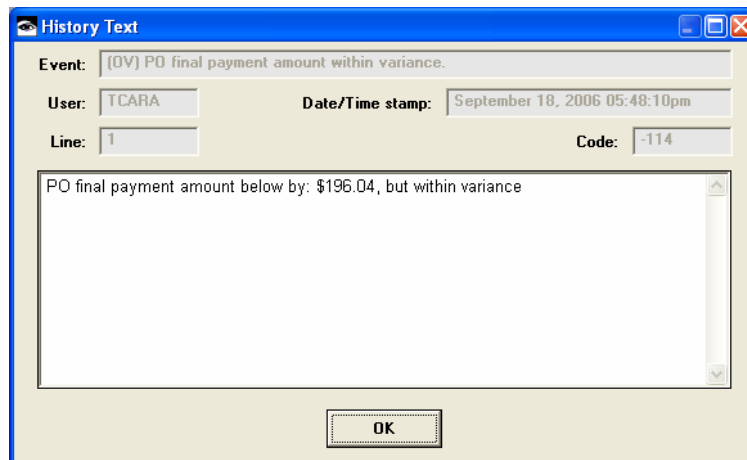 History Text
Event: (OV) PO final payment amount within variance.
User: TCARA Date/Time stamp: September 18, 2006 05:48:10pm
Line: 1 Code: -114
PO final payment amount below by: $196.04, but within variance
OK